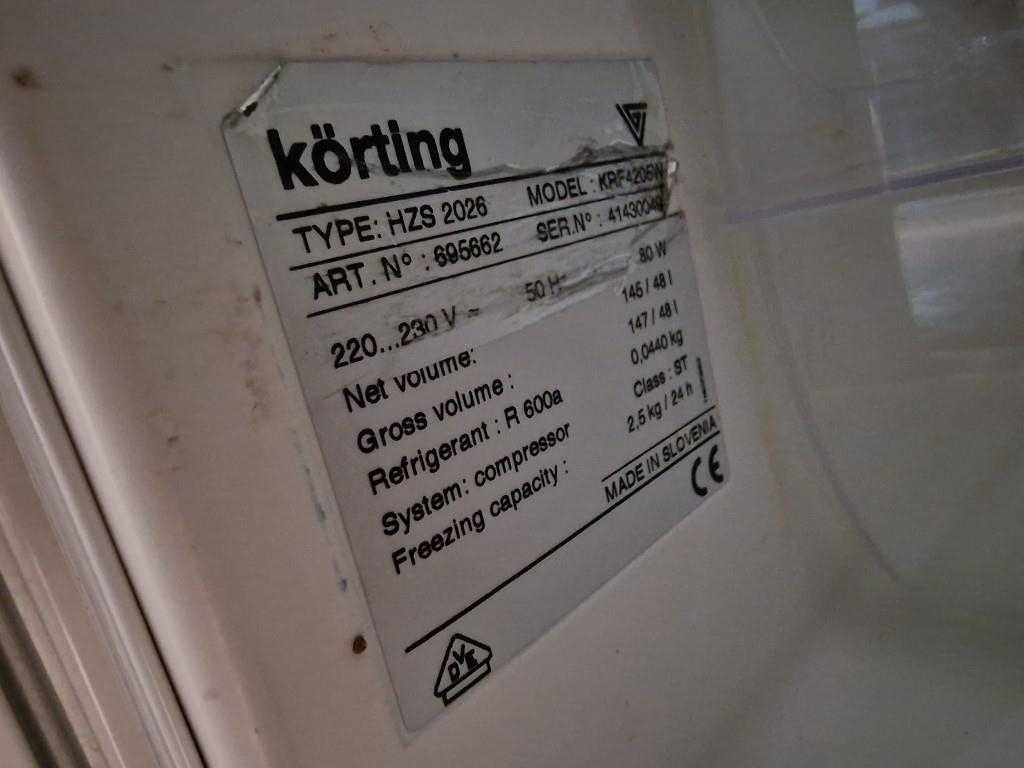 körting
TYPE: HZS 2026 MODEL : KRF4206W
ART. N° : 695662 SER.N° :
220...230 V ~ 50 Hz 80 W
Net volume: 145 / 48 l
Gross volume : 147 / 48 l
Refrigerant : R 600a 0,0440 kg
System: compressor Class : ST
Freezing capacity : 2,5 kg / 24 h
MADE IN SLOVENIA
CE
DVE